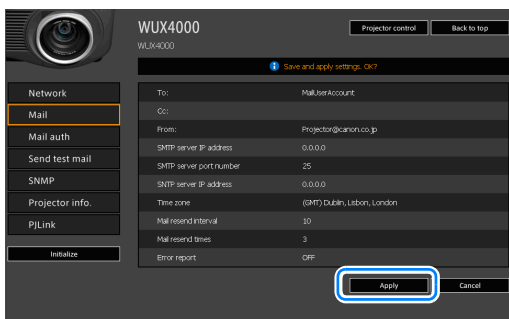 WUX4000
WUX4000
Projector control
Back to top
Save and apply settings. OK?
Network
Mail
Mail auth
Send test mail
SNMP
Projector info.
PJLink
Initialize
To: MailUserAccount
Cc:
From: Projector@canon.co.jp
SMTP server IP address 0.0.0.0
SMTP server port number 25
SNTP server IP address 0.0.0.0
Time zone (GMT) Dublin, Lisbon, London
Mail resend interval 10
Mail resend times 3
Error report OFF
Apply
Cancel